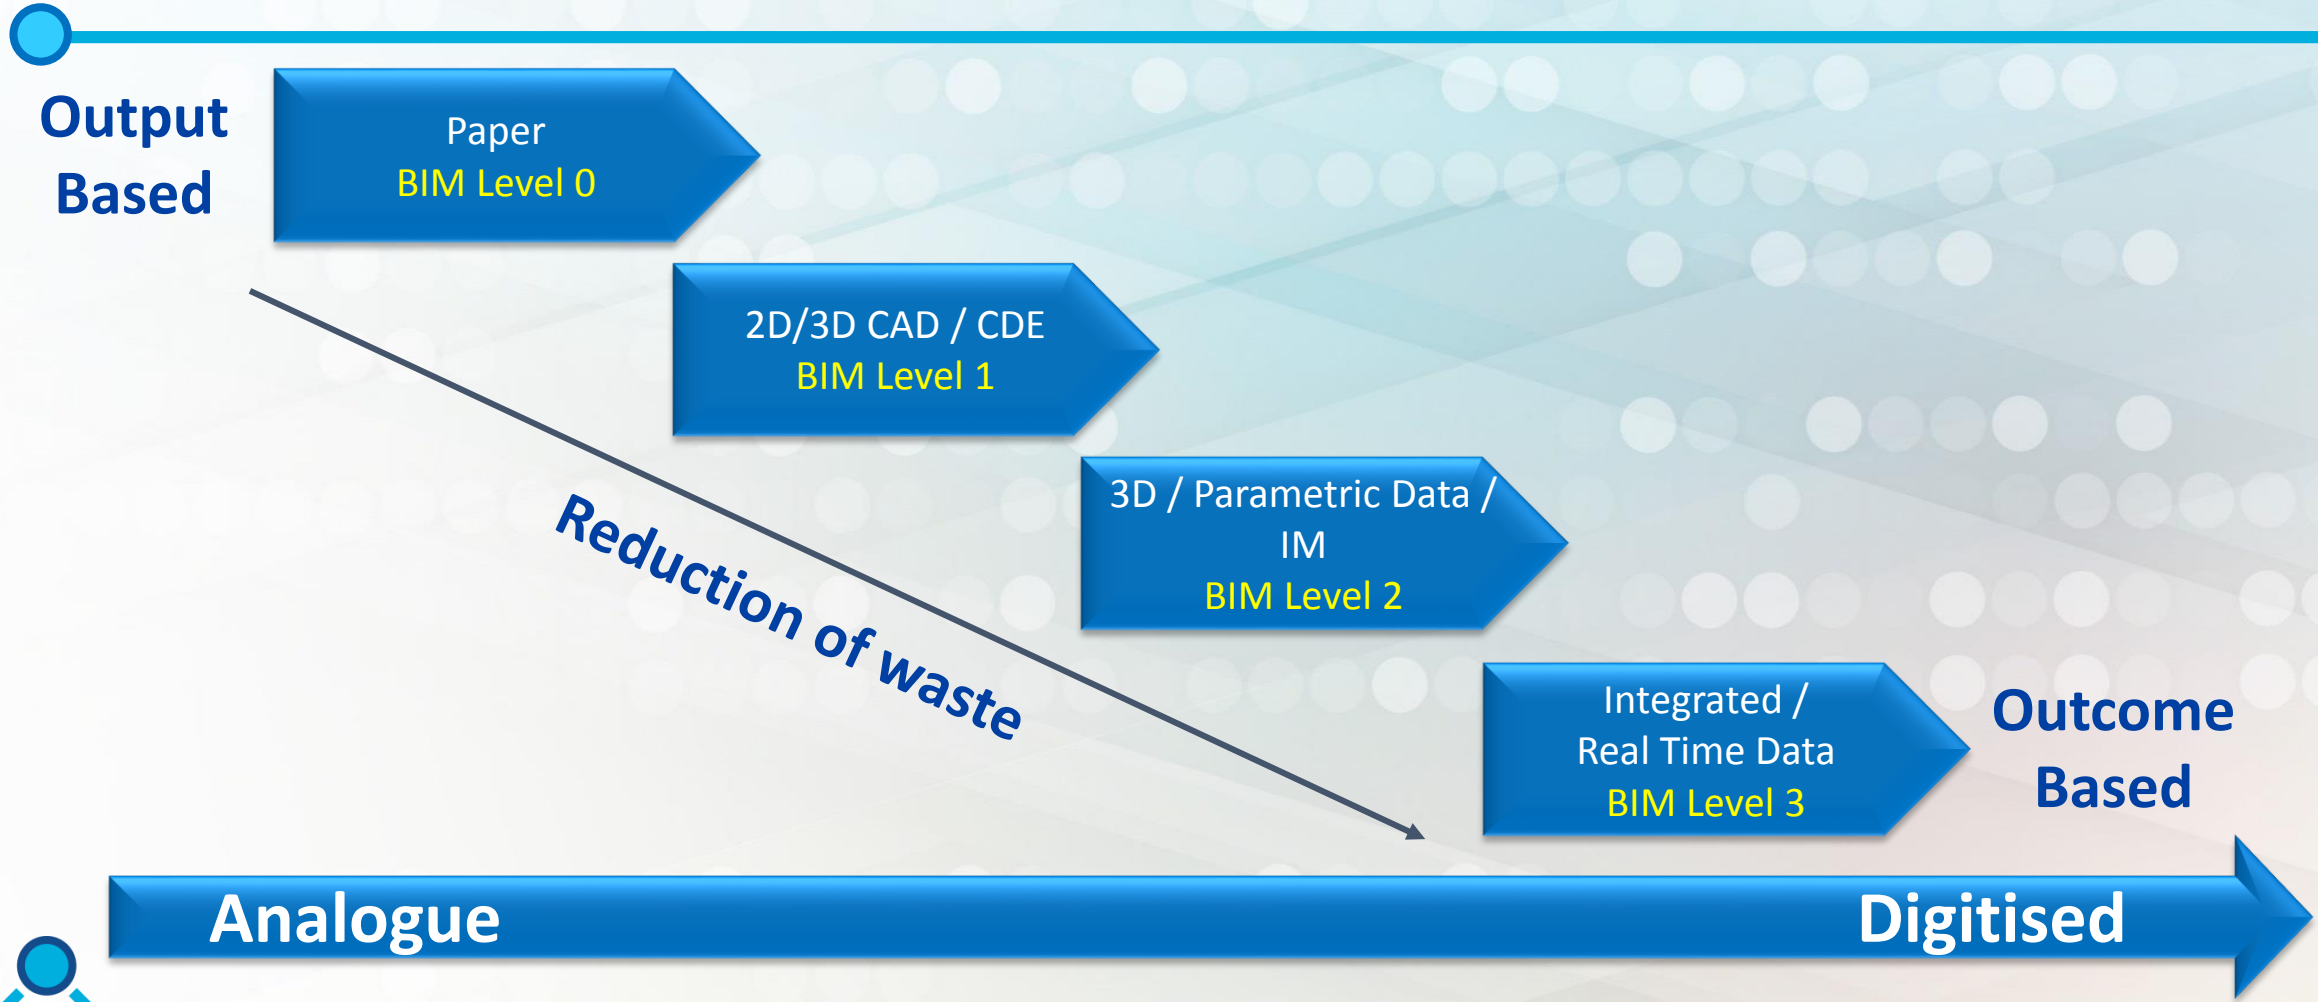 Output
Based
Paper
BIM Level 0
2D/3D CAD / CDE
BIM Level 1
3D / Parametric Data /
IM
BIM Level 2
Reduction of waste
Integrated /
Real Time Data
BIM Level 3
Outcome
Based
Analogue
Digitised